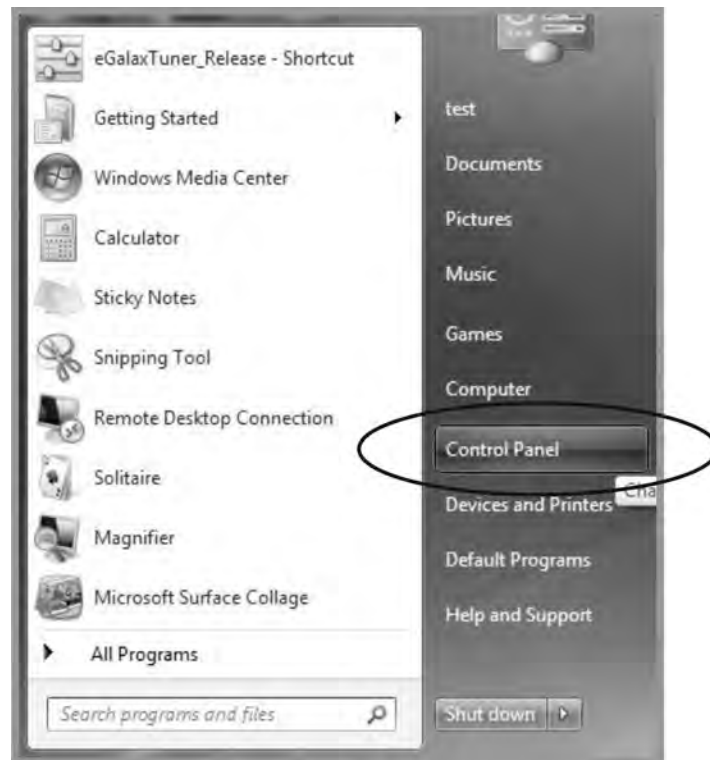 eGalaxTuner_Release - Shortcut
Getting Started
Windows Media Center
Calculator
Sticky Notes
Snipping Tool
Remote Desktop Connection
Solitaire
Magnifier
Microsoft Surface Collage
All Programs
Search programs and files
test
Documents
Pictures
Music
Games
Computer
Control Panel
Cha
Devices and Printers
Default Programs
Help and Support
Shut down